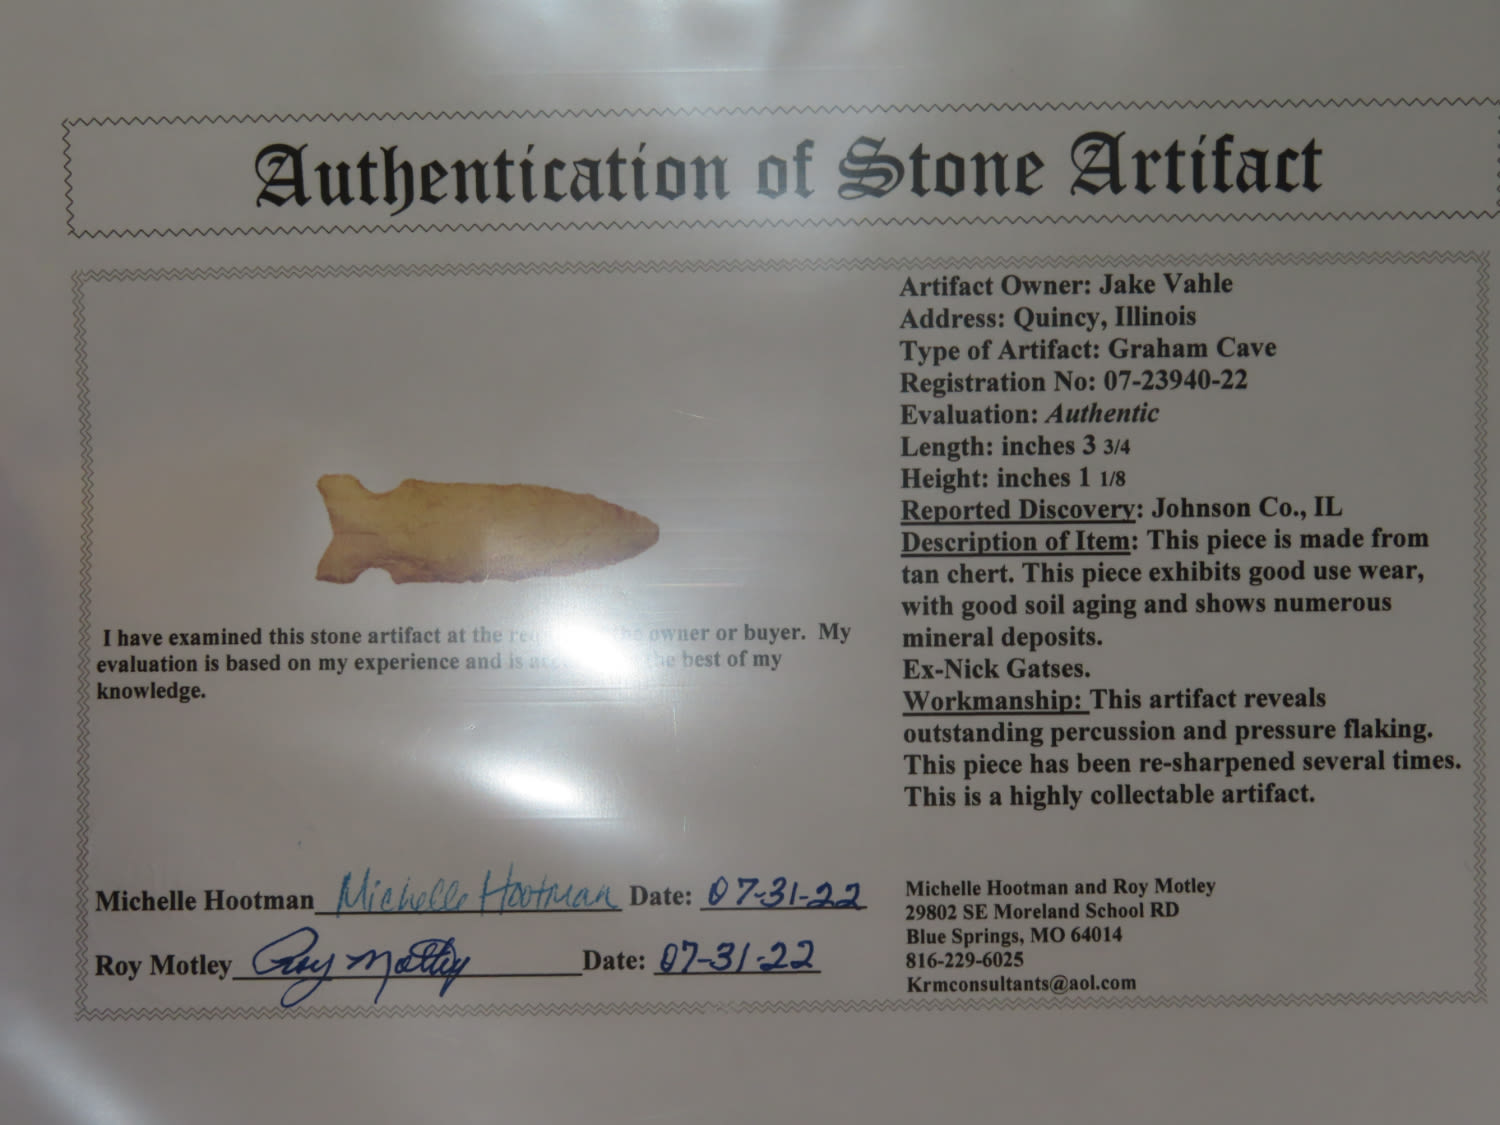 Authentication of Stone Artifact
Artifact Owner: Jake Vahle
Address: Quincy, Illinois
Type of Artifact: Graham Cave
Registration No: 07-23940-22
Evaluation: Authentic
Length: inches 3 3/4
Height: inches 1 1/8
Reported Discovery: Johnson Co., IL
Description of Item: This piece is made from
tan chert. This piece exhibits good use wear,
with good soil aging and shows numerous
mineral deposits.
Ex-Nick Gatses.
Workmanship: This artifact reveals
outstanding percussion and pressure flaking.
This piece has been re-sharpened several times.
This is a highly collectable artifact.
I have examined this stone artifact at the owner or buyer. My
evaluation is based on my experience and is the best of my
knowledge.
Michelle Hootman Michelle Hootman Date: 07-31-22
Roy Motley Roy Motley Date: 07-31-22
Michelle Hootman and Roy Motley
29802 SE Moreland School RD
Blue Springs, MO 64014
816-229-6025
Krmconsultants@aol.com